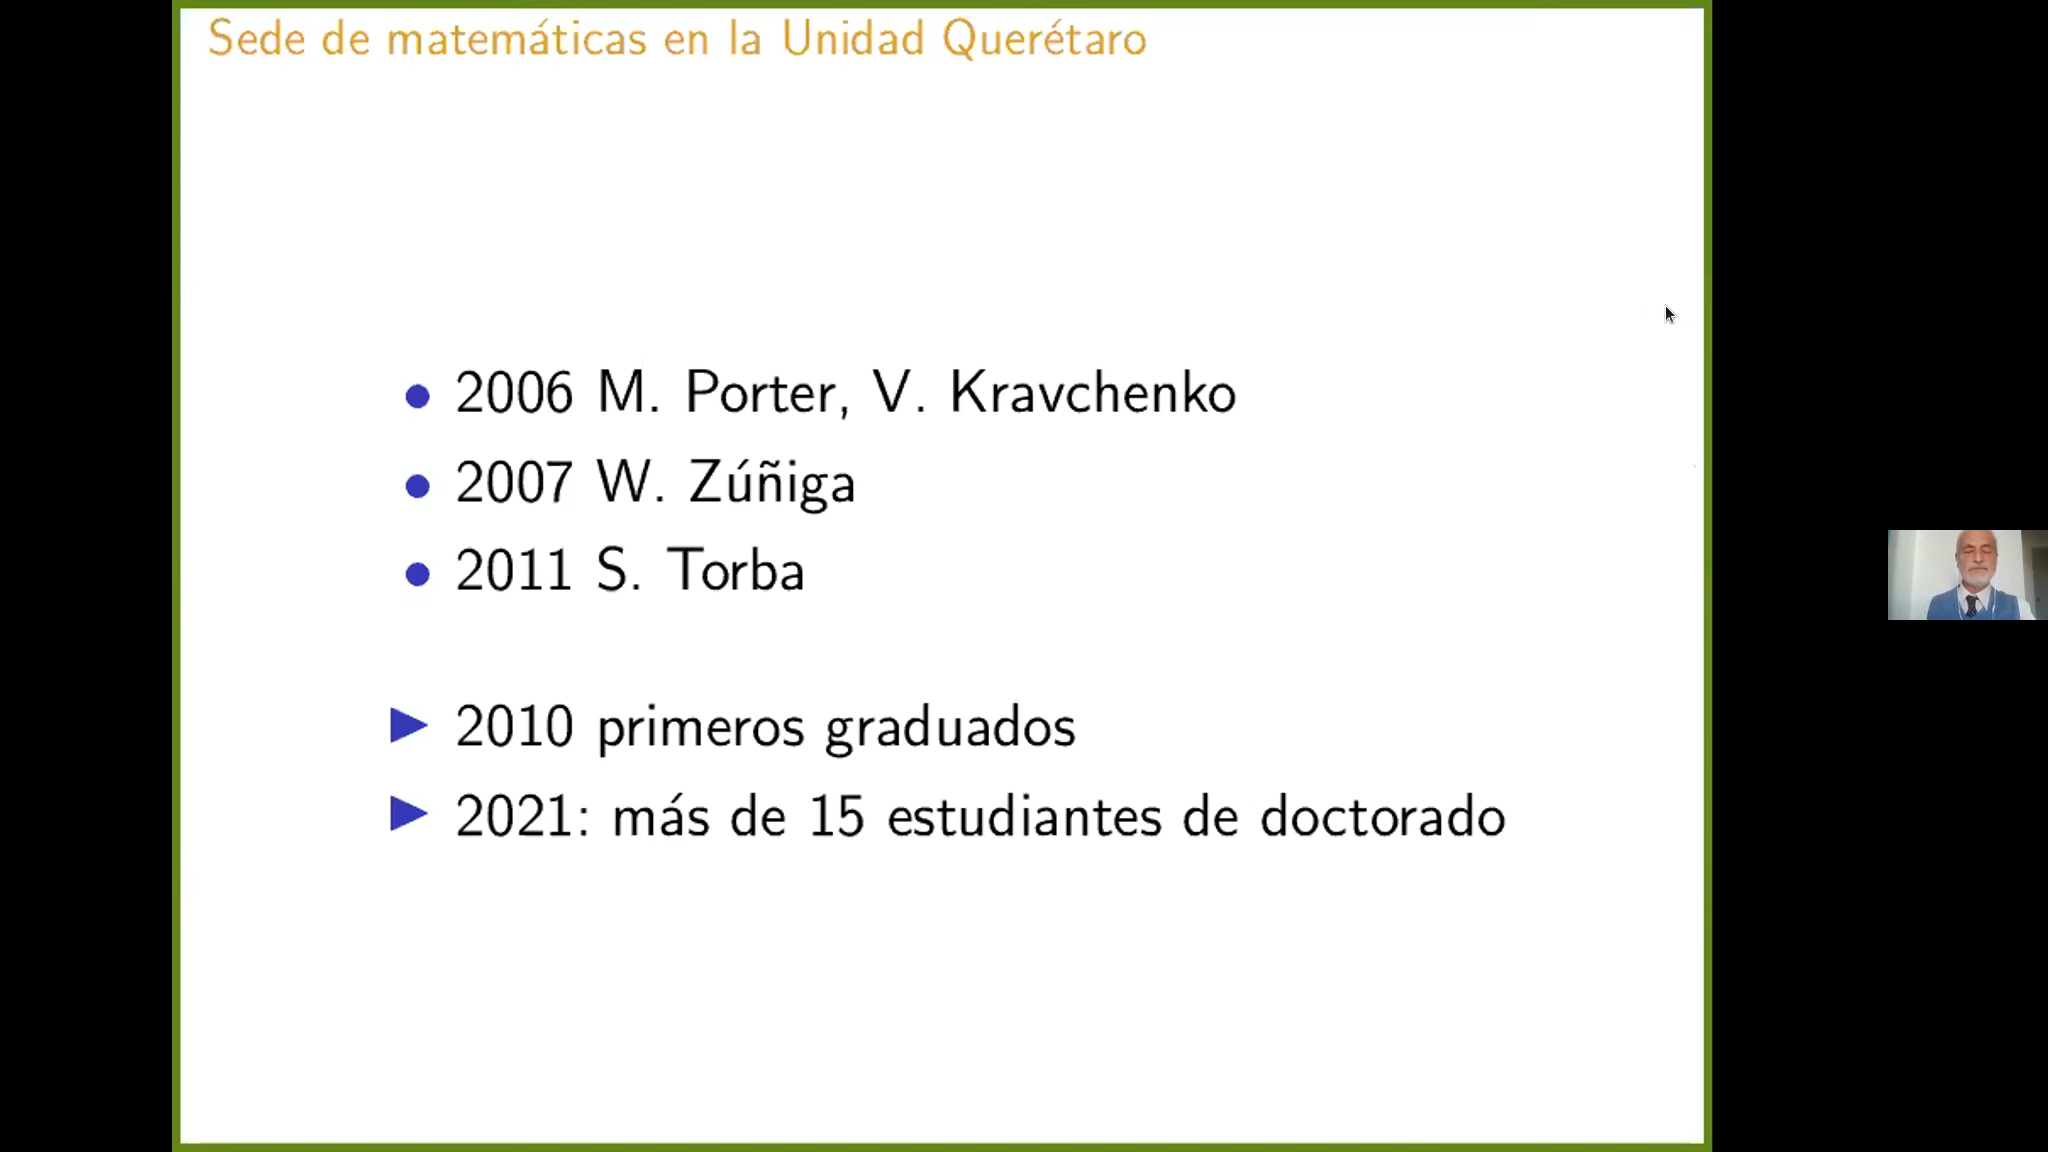 Sede de matemáticas en la Unidad Querétaro
• 2006 M. Porter, V. Kravchenko
• 2007 W. Zúñiga
• 2011 S. Torba
▶ 2010 primeros graduados
▶ 2021: más de 15 estudiantes de doctorado